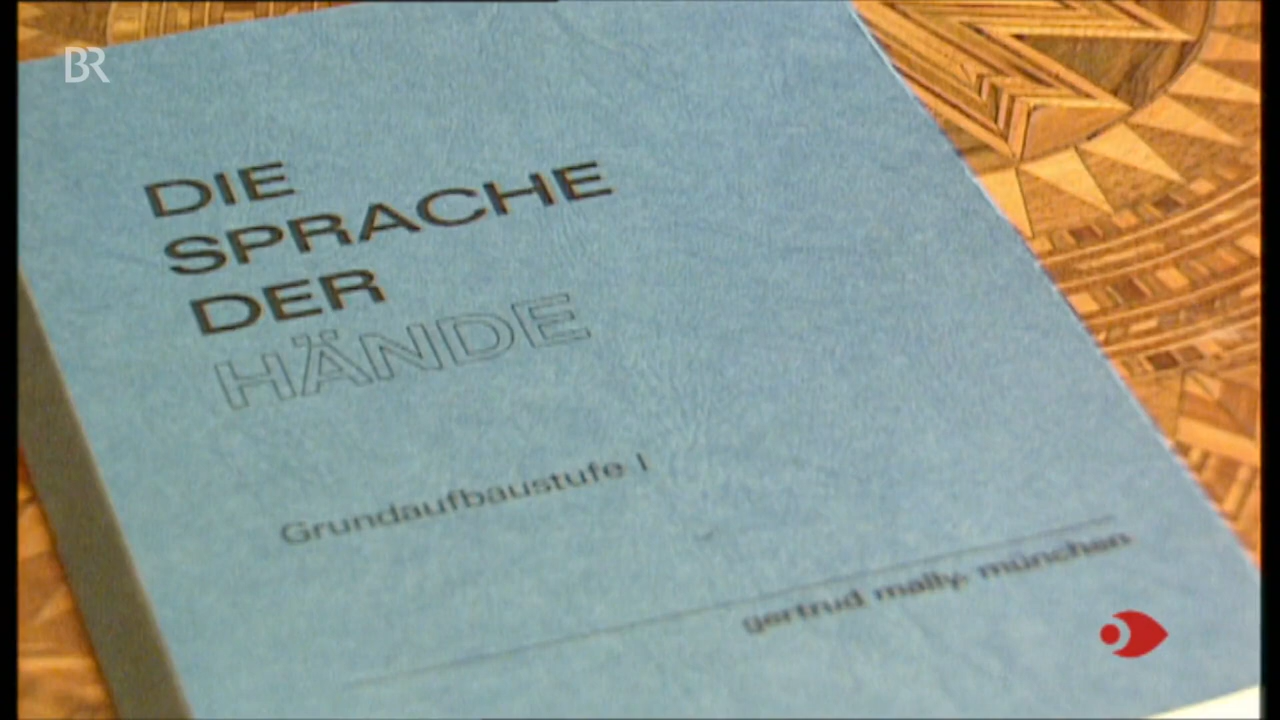 BR
DIE
SPRACHE
DER
HÄNDE
Grundaufbaustufe I
gertrud mally, münchen